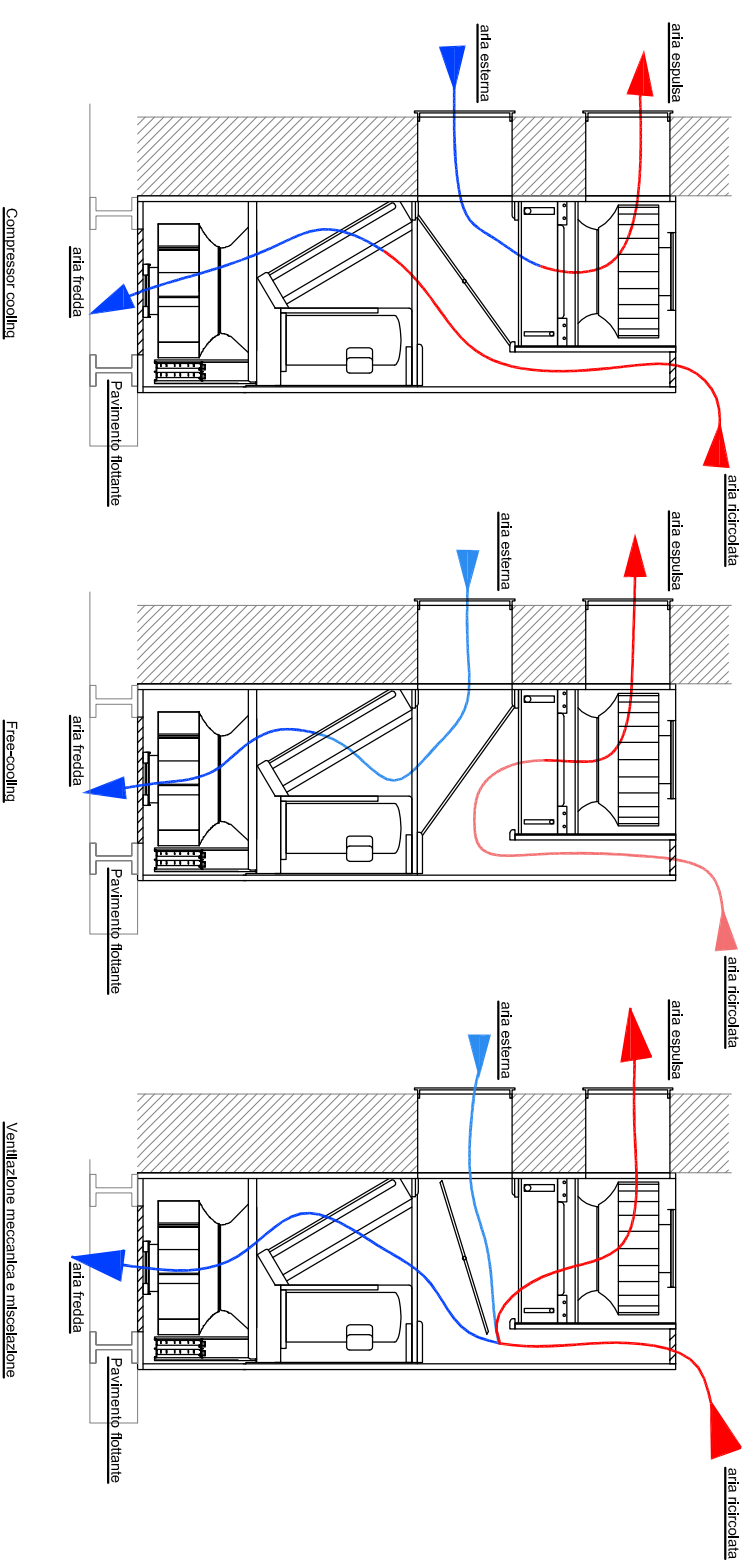 aria espulsa
aria esterna
aria ricircolata
aria fredda
Pavimento flottante
Compressor cooling
aria espulsa
aria esterna
aria ricircolata
aria fredda
Pavimento flottante
Free-cooling
aria espulsa
aria esterna
aria ricircolata
aria fredda
Pavimento flottante
Ventilazione meccanica e miscelazione